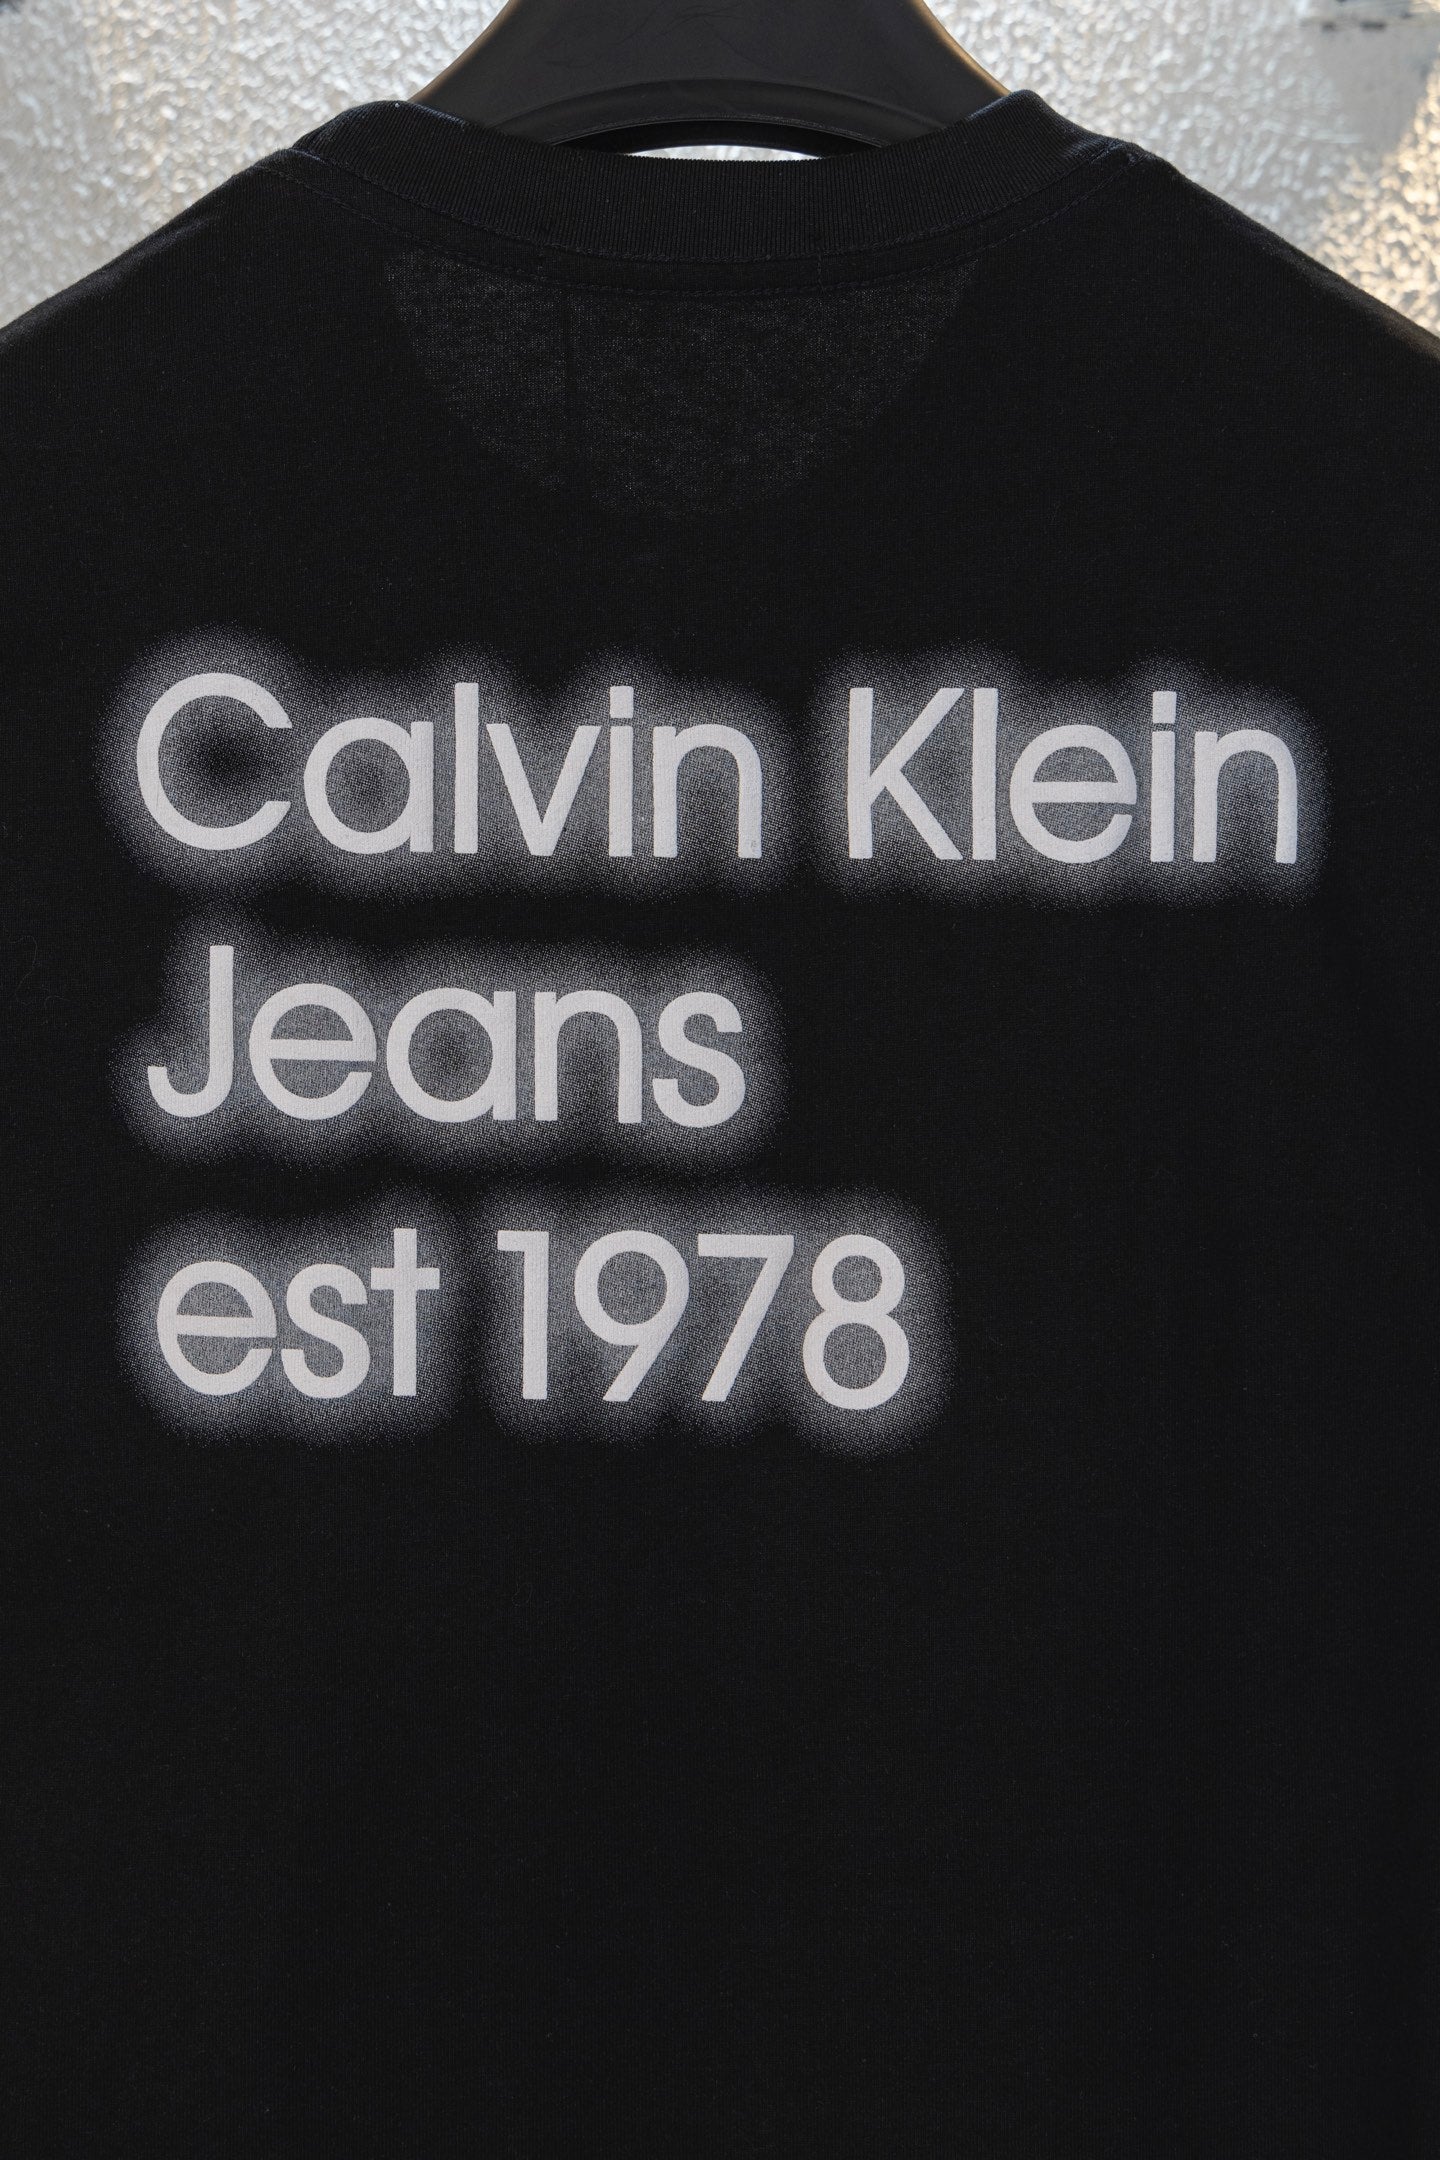 Calvin Klein
Jeans
est 1978